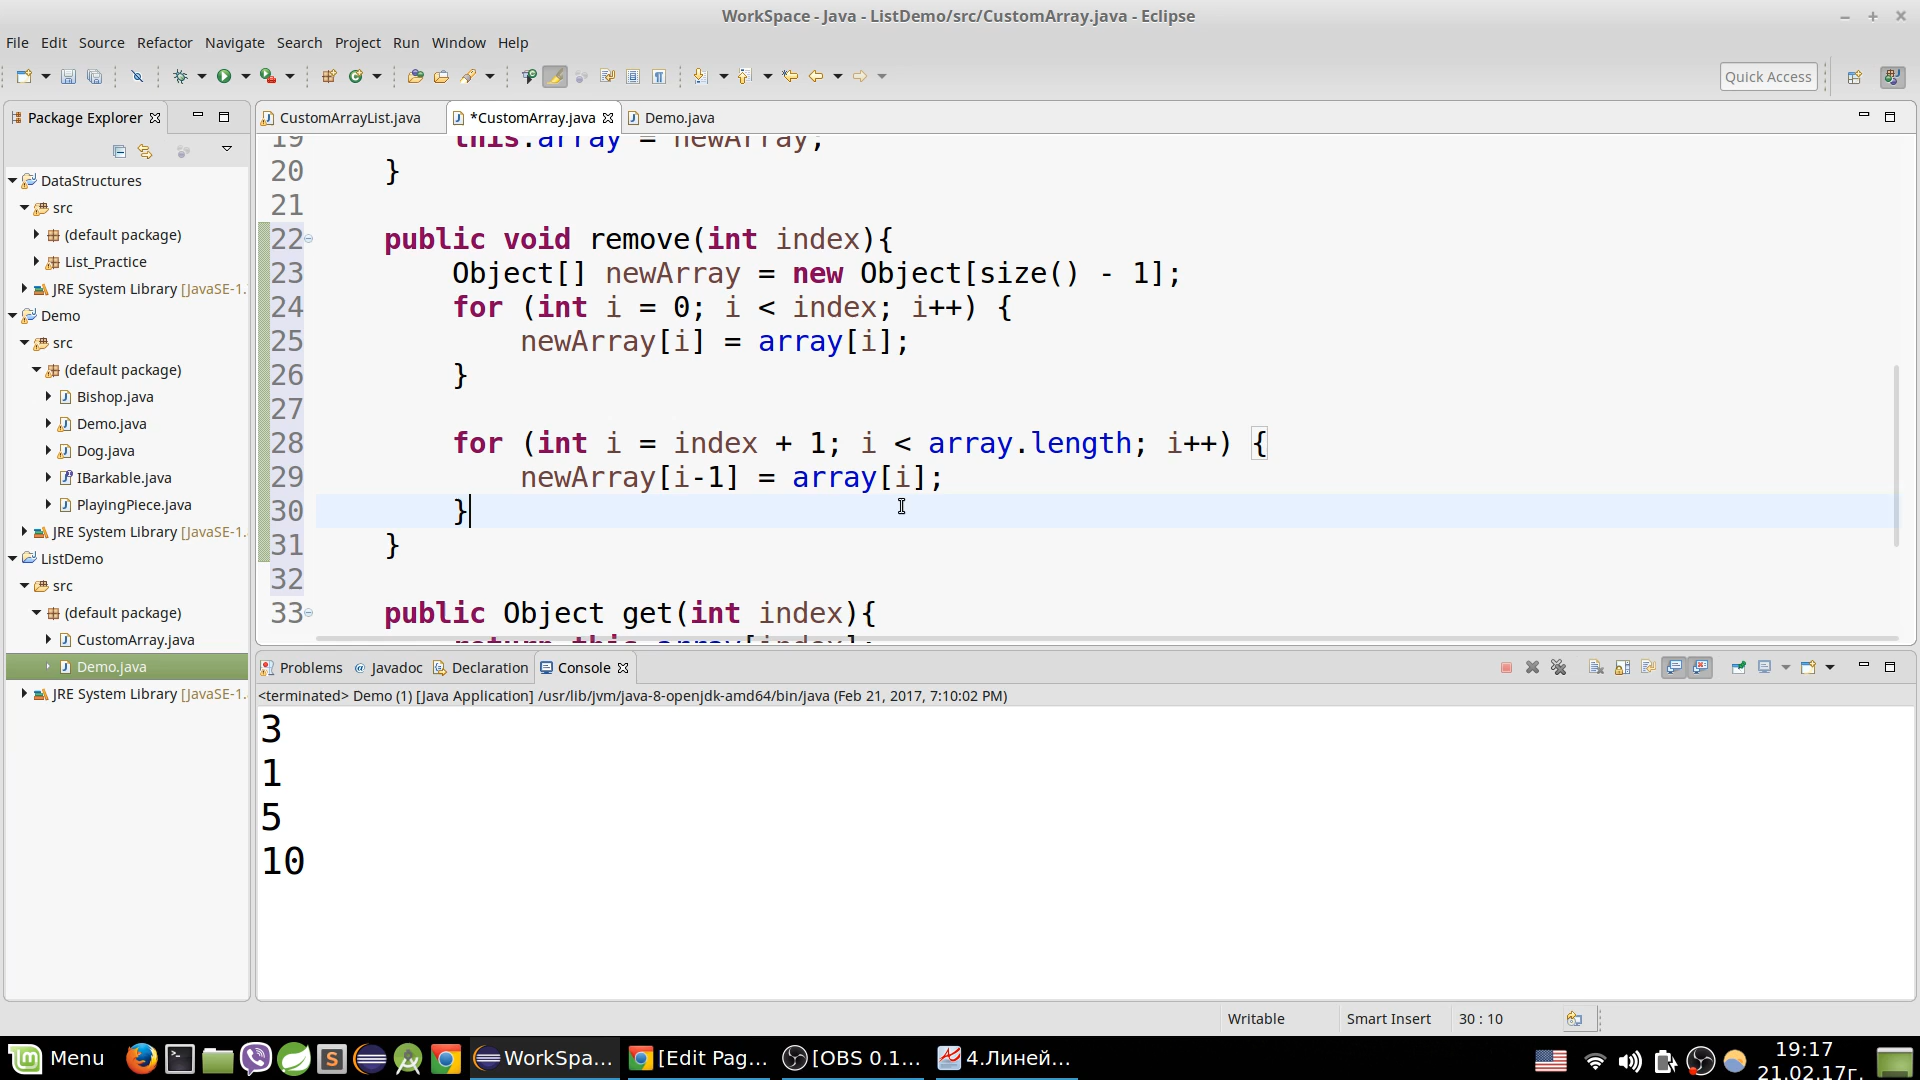 WorkSpace - Java - ListDemo/src/CustomArray.java - Eclipse
File Edit Source Refactor Navigate Search Project Run Window Help
Quick Access
Package Explorer
DataStructures
src
(default package)
List_Practice
JRE System Library [JavaSE-1.
Demo
src
(default package)
Bishop.java
Demo.java
Dog.java
IBarkable.java
PlayingPiece.java
JRE System Library [JavaSE-1.
ListDemo
src
(default package)
CustomArray.java
Demo.java
JRE System Library [JavaSE-1.
CustomArrayList.java *CustomArray.java Demo.java
19 this.array = newArray;
20 }
21
22 public void remove(int index){
23 Object[] newArray = new Object[size() - 1];
24 for (int i = 0; i < index; i++) {
25 newArray[i] = array[i];
26 }
27
28 for (int i = index + 1; i < array.length; i++) {
29 newArray[i-1] = array[i];
30 }
31 }
32
33 public Object get(int index){
return this.array[index];
Problems @ Javadoc Declaration Console
<terminated> Demo (1) [Java Application] /usr/lib/jvm/java-8-openjdk-amd64/bin/java (Feb 21, 2017, 7:10:02 PM)
3
1
5
10
Writable Smart Insert 30 : 10
Menu WorkSpa... [Edit Pag... [OBS 0.1... 4.Линей... 19:17
21.02.17г.